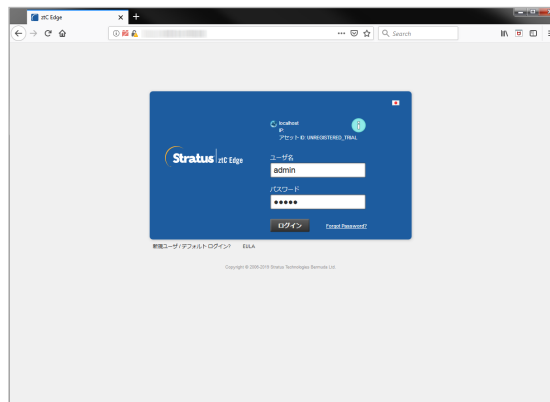 ztC Edge
Search
localhost
IP:
アセット ID: UNREGISTERED_TRIAL
Stratus ztC Edge
ユーザ名
admin
パスワード
•••••
ログイン
Forgot Password?
新規ユーザ/デフォルト ログイン?
EULA
Copyright © 2008-2019 Stratus Technologies Bermuda Ltd.